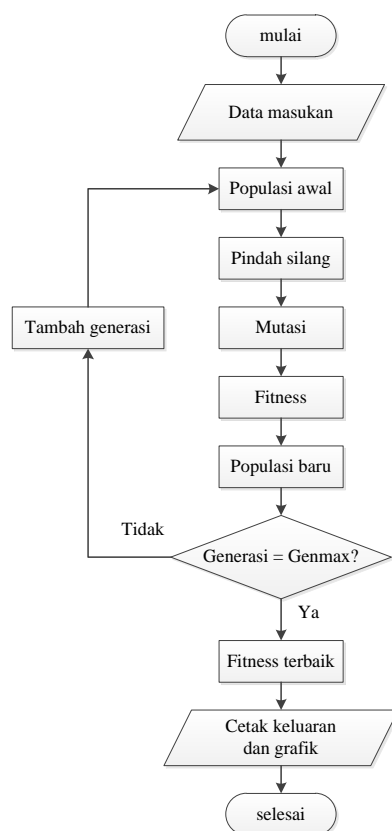 mulai
Data masukan
Populasi awal
Pindah silang
Tambah generasi
Mutasi
Fitness
Populasi baru
Tidak
Generasi = Genmax?
Ya
Fitness terbaik
Cetak keluaran
dan grafik
selesai